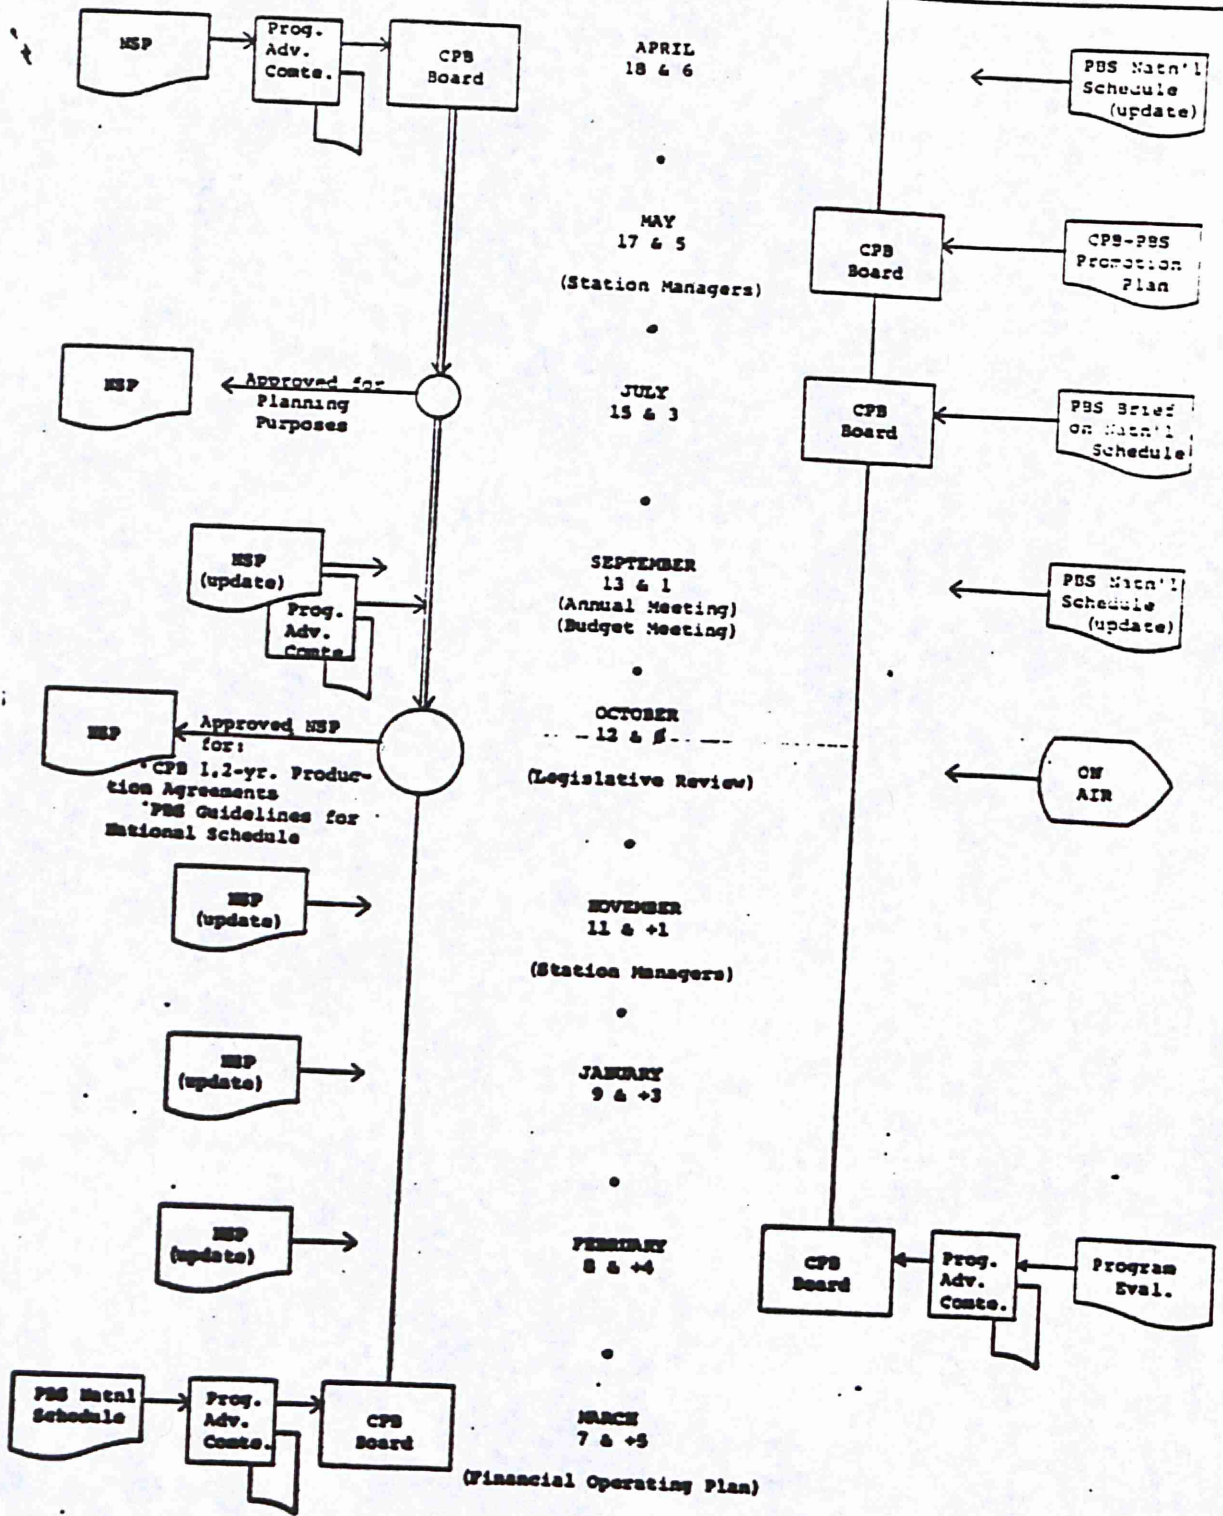 NSP
Prog.
Adv.
Comte.
CPB
Board
APRIL
18 & 6
PBS Natn'l
Schedule
(update)
MAY
17 & 5
(Station Managers)
CPB
Board
CPB-PBS
Promotion
Plan
NSP
Approved for
Planning
Purposes
JULY
15 & 3
CPB
Board
PBS Brief
on Natn'l
Schedule
NSP
(update)
Prog.
Adv.
Comte.
SEPTEMBER
13 & 1
(Annual Meeting)
(Budget Meeting)
PBS Natn'l
Schedule
(update)
NSP
Approved NSP
for:
*CPB 1,2-yr. Produc-
tion Agreements
*PBS Guidelines for
National Schedule
OCTOBER
12 & 0
(Legislative Review)
ON
AIR
NSP
(update)
NOVEMBER
11 & +1
(Station Managers)
NSP
(update)
JANUARY
9 & +3
NSP
(update)
FEBRUARY
8 & +4
CPB
Board
Prog.
Adv.
Comte.
Program
Eval.
PBS Natnl
Schedule
Prog.
Adv.
Comte.
CPB
Board
MARCH
7 & +5
(Financial Operating Plan)